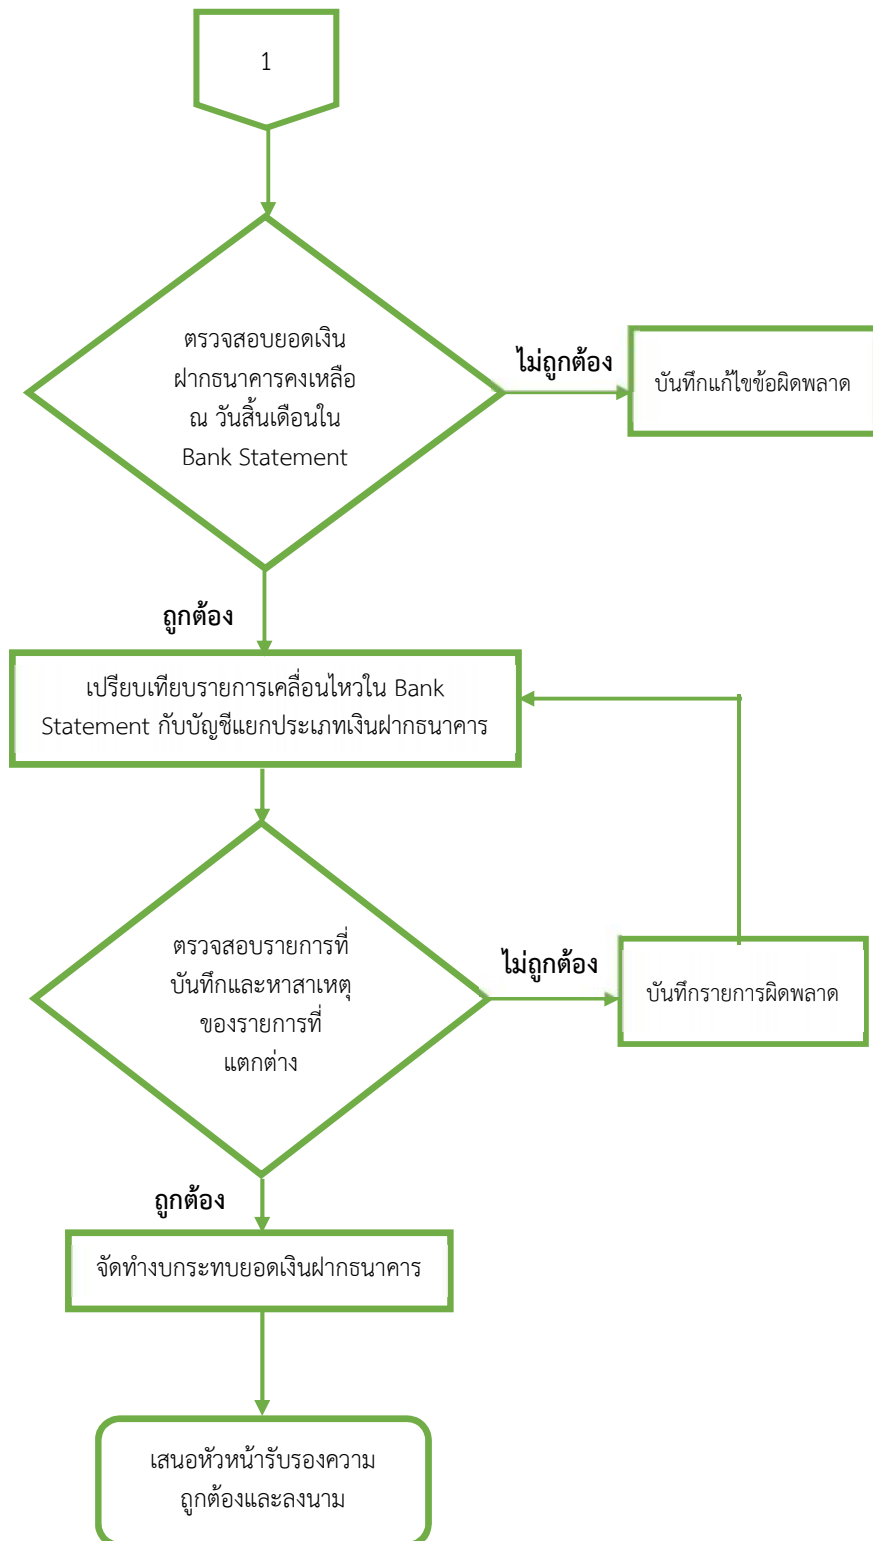 1
ตรวจสอบยอดเงิน
ฝากธนาคารคงเหลือ
ณ วันสิ้นเดือนใน
Bank Statement
ไม่ถูกต้อง
บันทึกแก้ไขข้อผิดพลาด
ถูกต้อง
เปรียบเทียบรายการเคลื่อนไหวใน Bank
Statement กับบัญชีแยกประเภทเงินฝากธนาคาร
ตรวจสอบรายการที่
บันทึกและหาสาเหตุ
ของรายการที่
แตกต่าง
ไม่ถูกต้อง
บันทึกรายการผิดพลาด
ถูกต้อง
จัดทำงบกระทบยอดเงินฝากธนาคาร
เสนอหัวหน้ารับรองความ
ถูกต้องและลงนาม